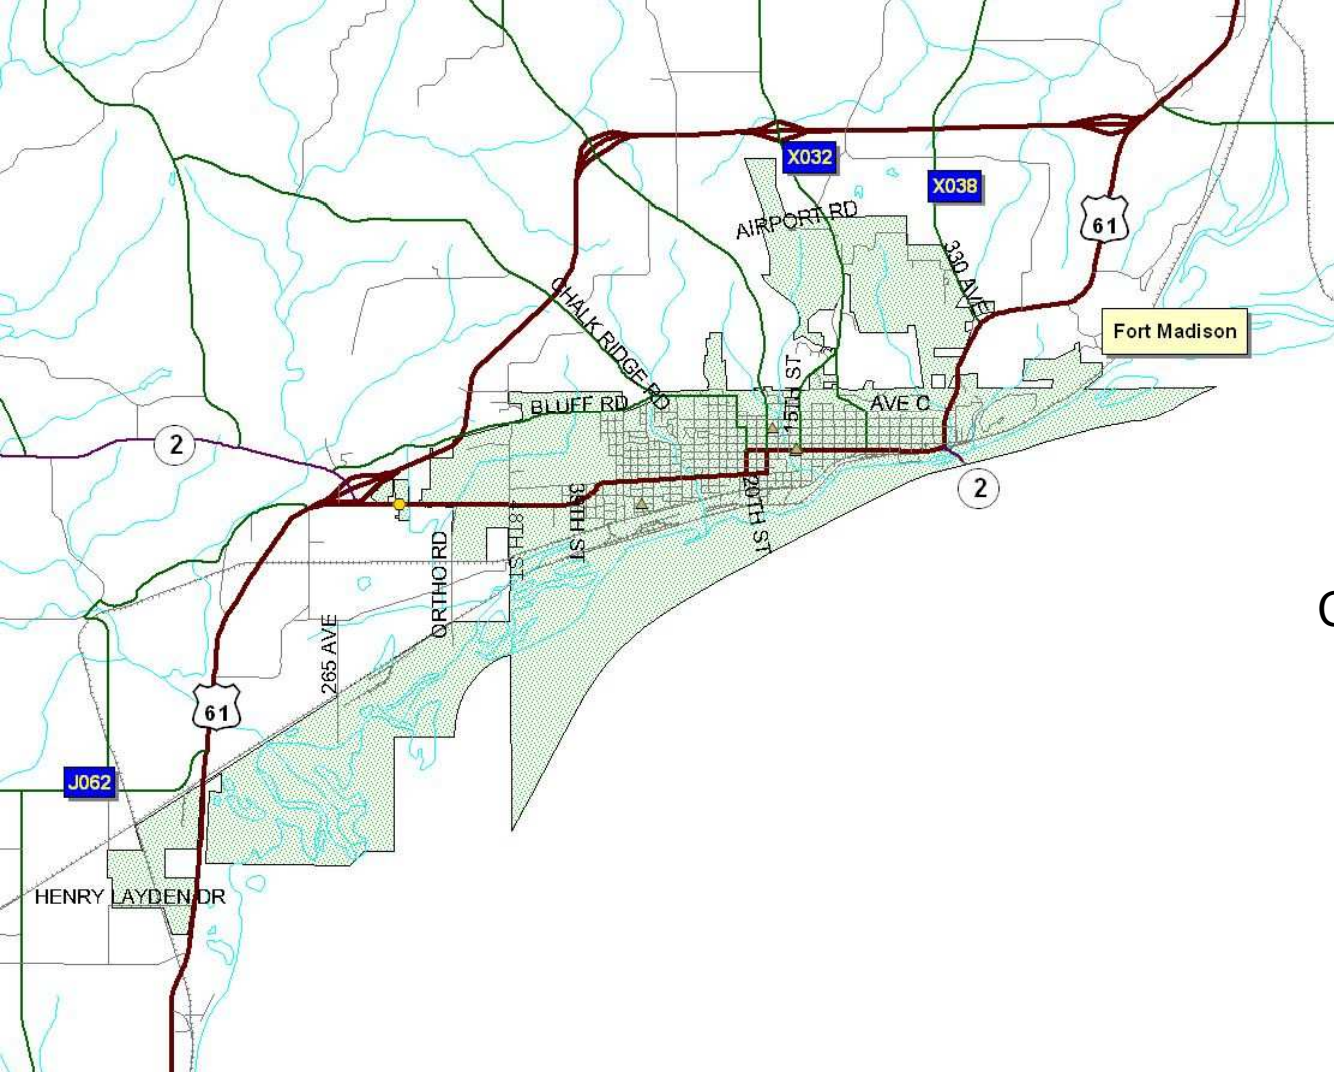 X032
X038
AIRPORT RD
61
330 AVE
CHALK RIDGE RD
Fort Madison
15TH ST
BLUFF RD
AVE C
2
2
39TH ST
20TH ST
48TH ST
ORTHO RD
265 AVE
61
J062
HENRY LAYDEN DR